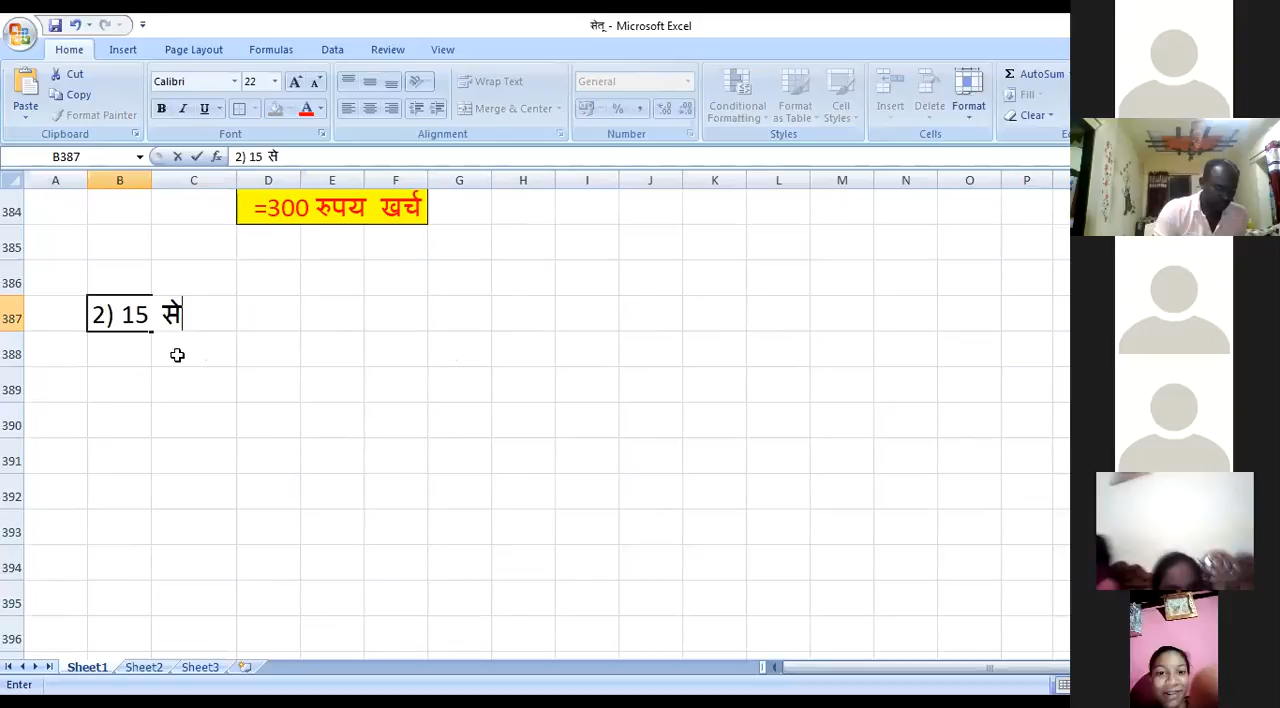 सेतू - Microsoft Excel
Home Insert Page Layout Formulas Data Review View
Paste Cut Copy Format Painter Clipboard
Calibri 22 B I U Font
Wrap Text Merge & Center Alignment
General % , Number
Conditional Formatting Format as Table Cell Styles Styles
Insert Delete Format Cells
Σ AutoSum Fill Clear
B387 fx 2) 15 से
A B C D E F G H I J K L M N O P
384 =300 रुपय खर्च
385
386
387 2) 15 से
388
389
390
391
392
393
394
395
396
Sheet1 Sheet2 Sheet3
Enter